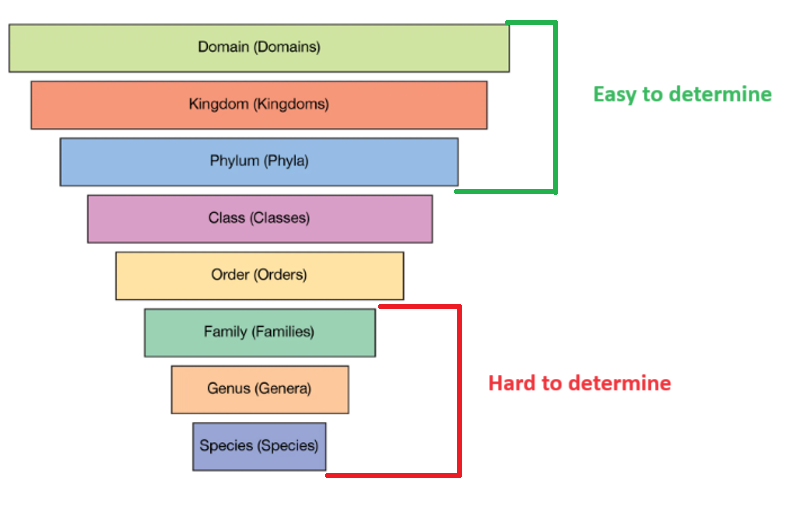 Domain (Domains)
Easy to determine
Kingdom (Kingdoms)
Phylum (Phyla)
Class (Classes)
Order (Orders)
Family (Families)
Hard to determine
Genus (Genera)
Species (Species)